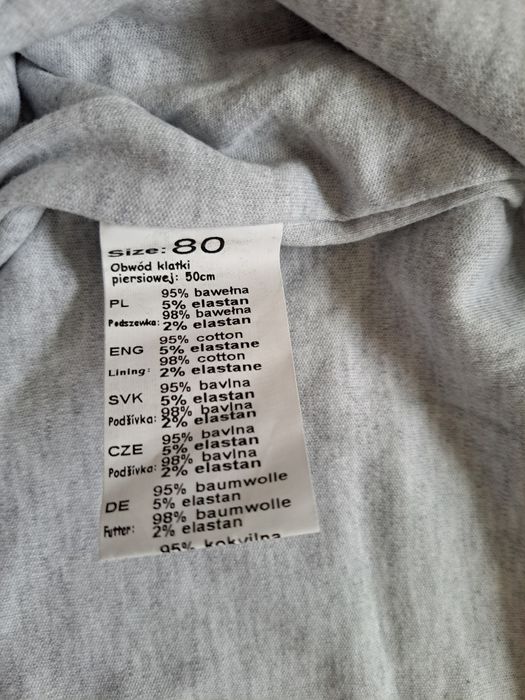 Size: 80
Obwód klatki
piersiowej: 50cm
95% bawełna
PL 5% elastan
98% bawełna
Podszewka: 2% elastan
95% cotton
ENG 5% elastane
98% cotton
Lining: 2% elastane
95% bavlna
SVK 5% elastan
98% bavlna
Podšívka: 2% elastan
95% bavlna
CZE 5% elastan
98% bavlna
Podšívka: 2% elastan
95% baumwolle
DE 5% elastan
98% baumwolle
Futter: 2% elastan
95% kokvilna